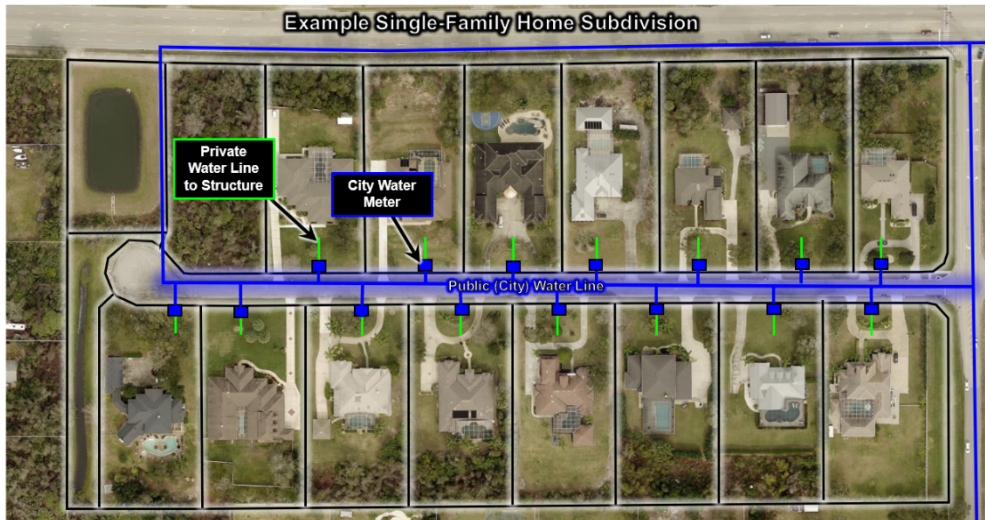 Example Single-Family Home Subdivision
Private
Water Line
to Structure
City Water
Meter
Public (City) Water Line